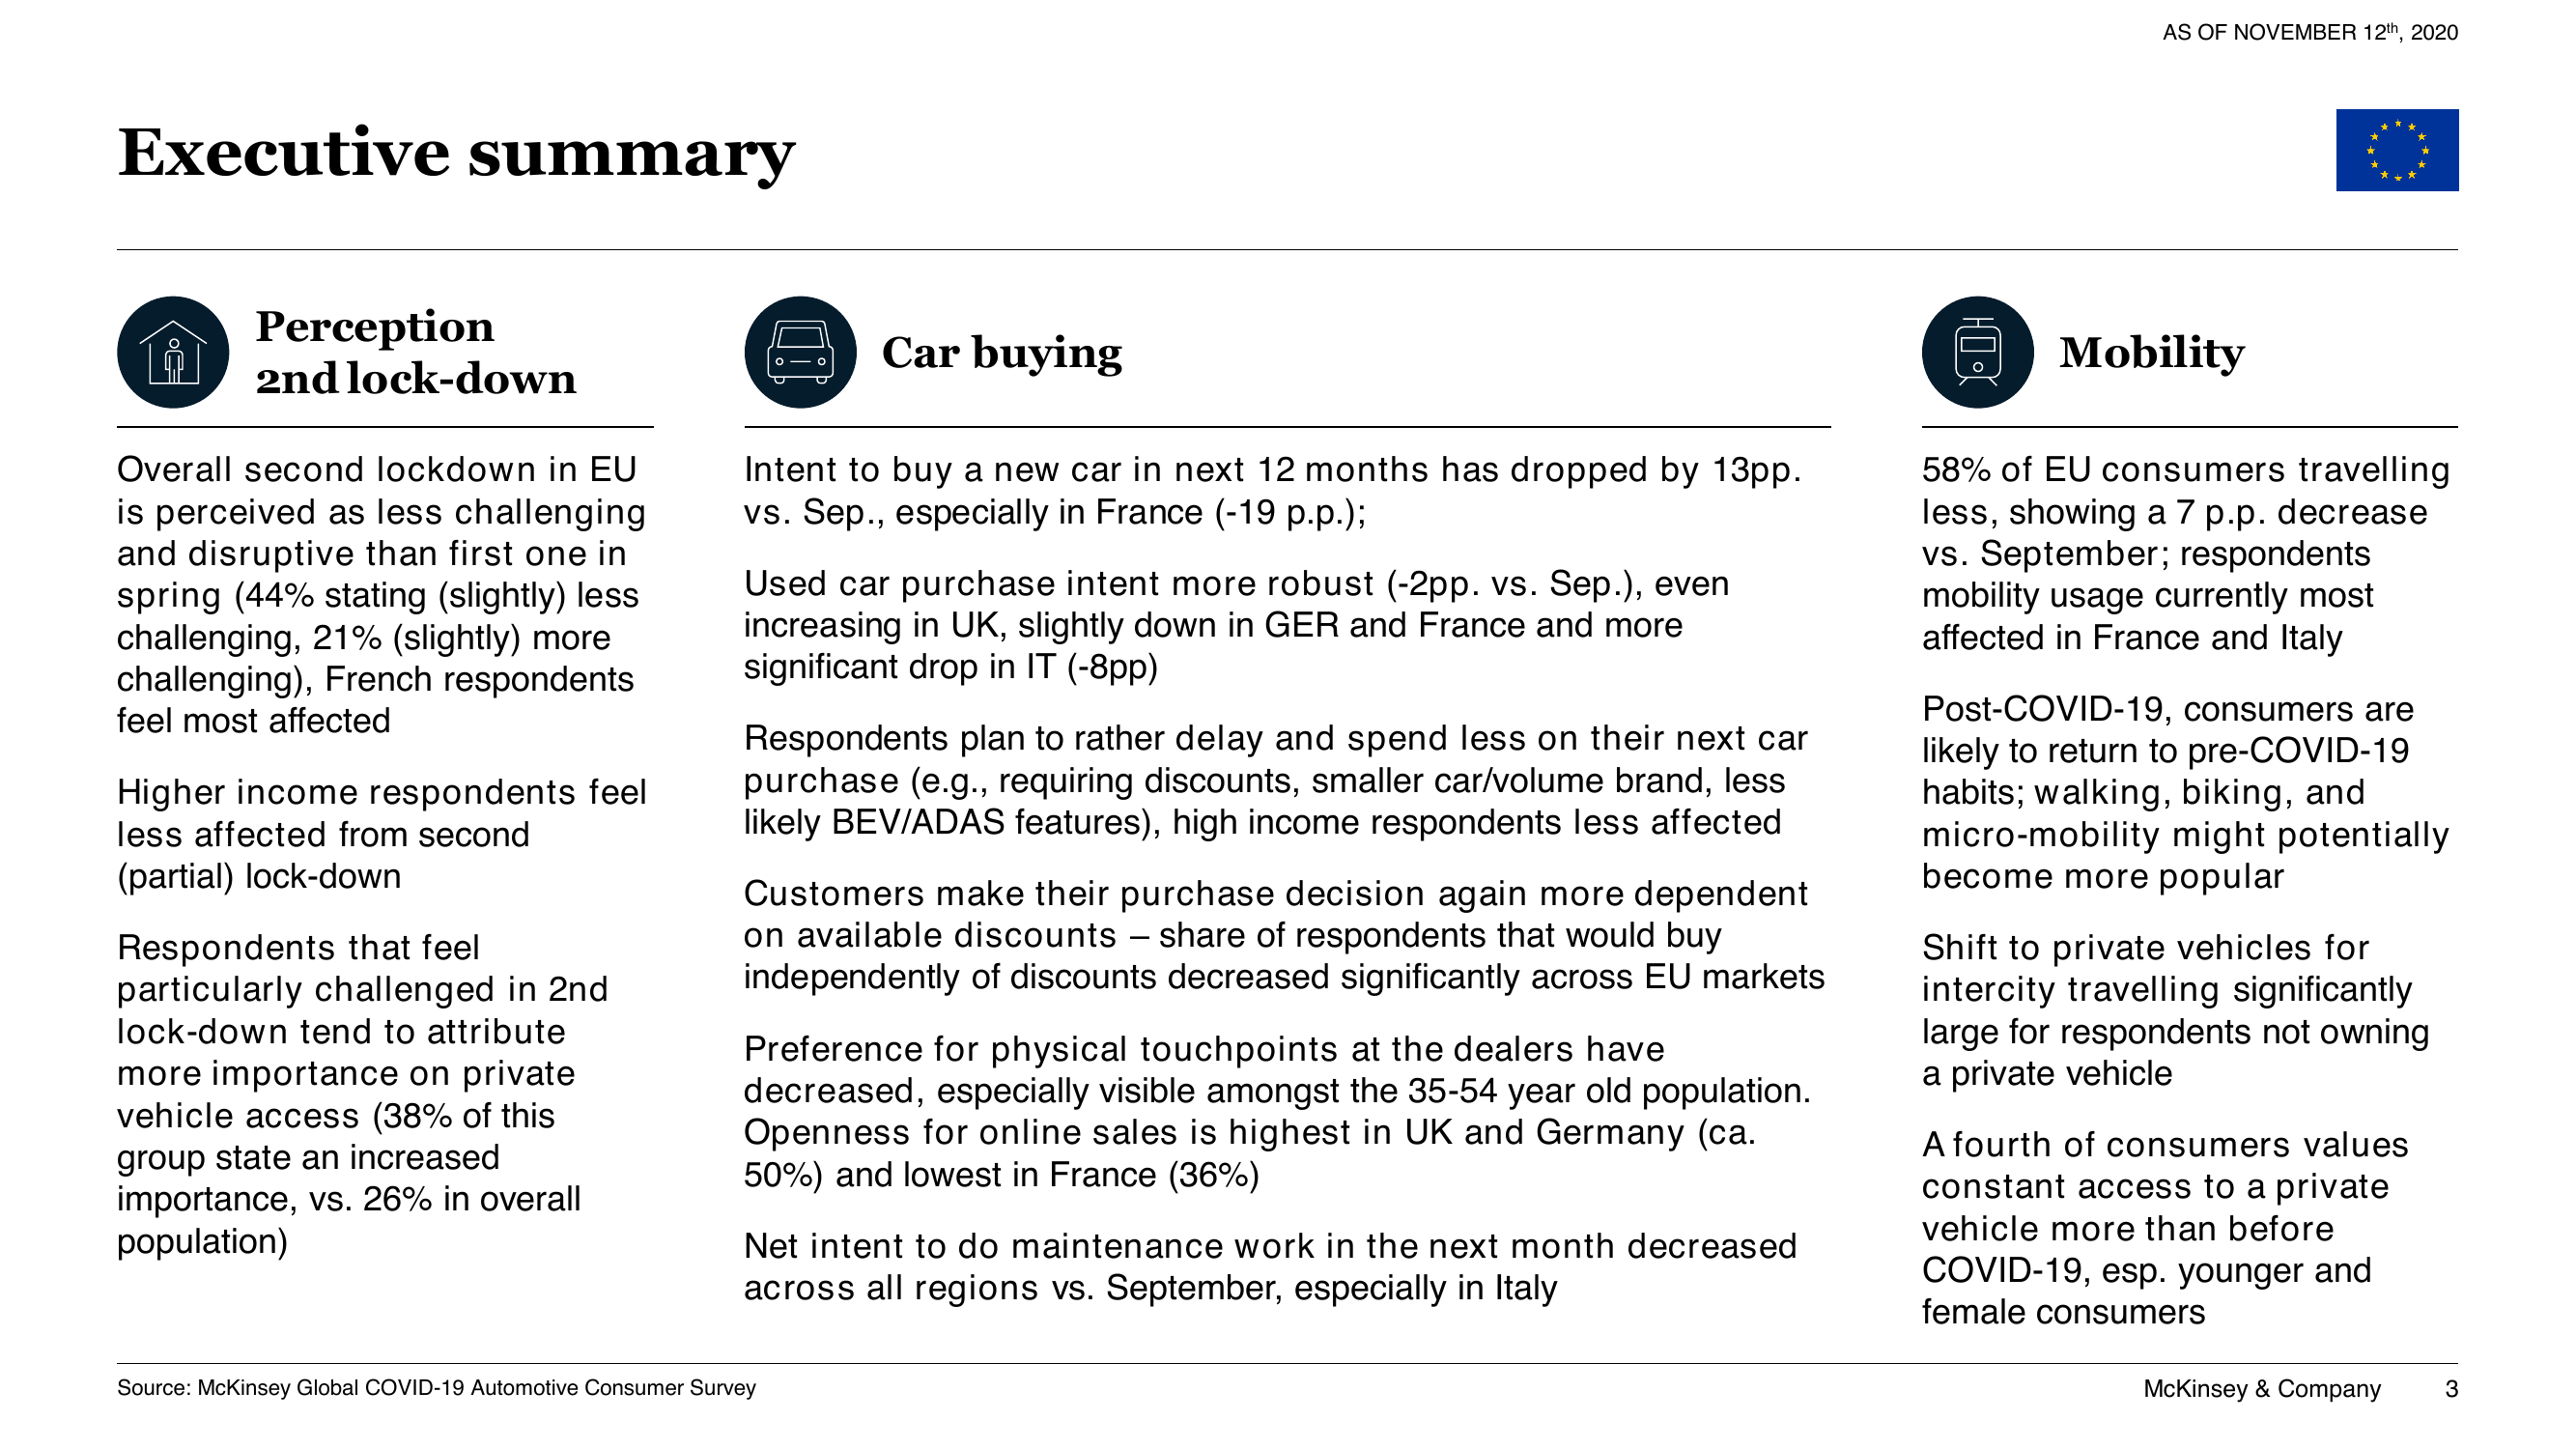 AS OF NOVEMBER 12th, 2020
Executive summary
Perception
2nd lock-down
Overall second lockdown in EU
is perceived as less challenging
and disruptive than first one in
spring (44% stating (slightly) less
challenging, 21% (slightly) more
challenging), French respondents
feel most affected
Higher income respondents feel
less affected from second
(partial) lock-down
Respondents that feel
particularly challenged in 2nd
lock-down tend to attribute
more importance on private
vehicle access (38% of this
group state an increased
importance, vs. 26% in overall
population)
Car buying
Intent to buy a new car in next 12 months has dropped by 13pp.
vs. Sep., especially in France (-19 p.p.);
Used car purchase intent more robust (-2pp. vs. Sep.), even
increasing in UK, slightly down in GER and France and more
significant drop in IT (-8pp)
Respondents plan to rather delay and spend less on their next car
purchase (e.g., requiring discounts, smaller car/volume brand, less
likely BEV/ADAS features), high income respondents less affected
Customers make their purchase decision again more dependent
on available discounts – share of respondents that would buy
independently of discounts decreased significantly across EU markets
Preference for physical touchpoints at the dealers have
decreased, especially visible amongst the 35-54 year old population.
Openness for online sales is highest in UK and Germany (ca.
50%) and lowest in France (36%)
Net intent to do maintenance work in the next month decreased
across all regions vs. September, especially in Italy
Mobility
58% of EU consumers travelling
less, showing a 7 p.p. decrease
vs. September; respondents
mobility usage currently most
affected in France and Italy
Post-COVID-19, consumers are
likely to return to pre-COVID-19
habits; walking, biking, and
micro-mobility might potentially
become more popular
Shift to private vehicles for
intercity travelling significantly
large for respondents not owning
a private vehicle
A fourth of consumers values
constant access to a private
vehicle more than before
COVID-19, esp. younger and
female consumers
Source: McKinsey Global COVID-19 Automotive Consumer Survey
McKinsey & Company 3